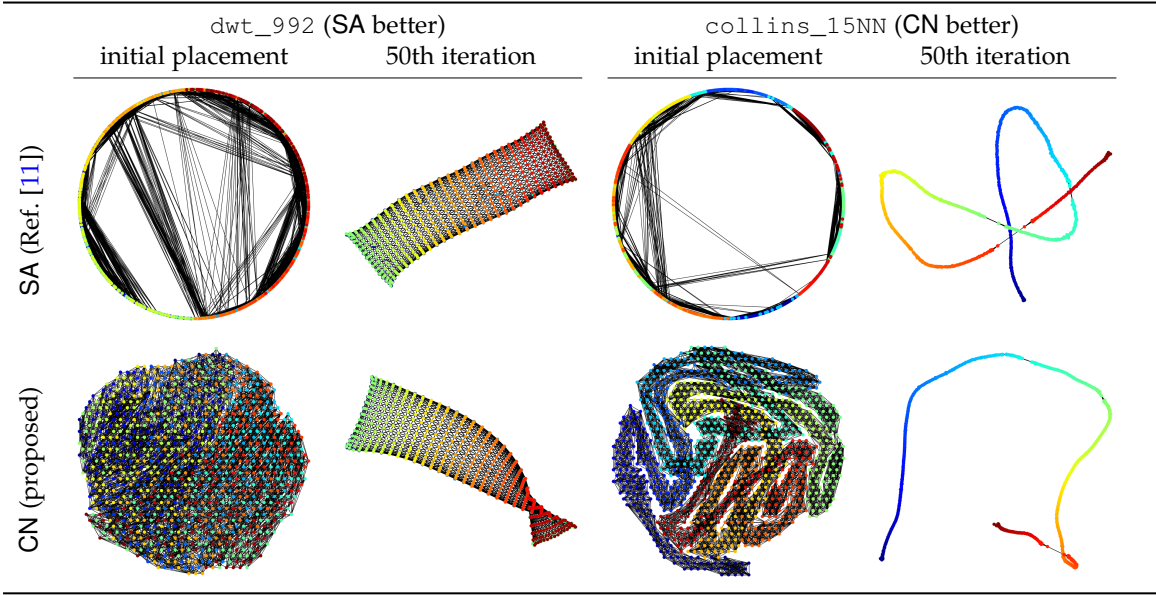 dwt_992 (SA better) collins_15NN (CN better)
initial placement 50th iteration initial placement 50th iteration
SA (Ref. [11])
CN (proposed)